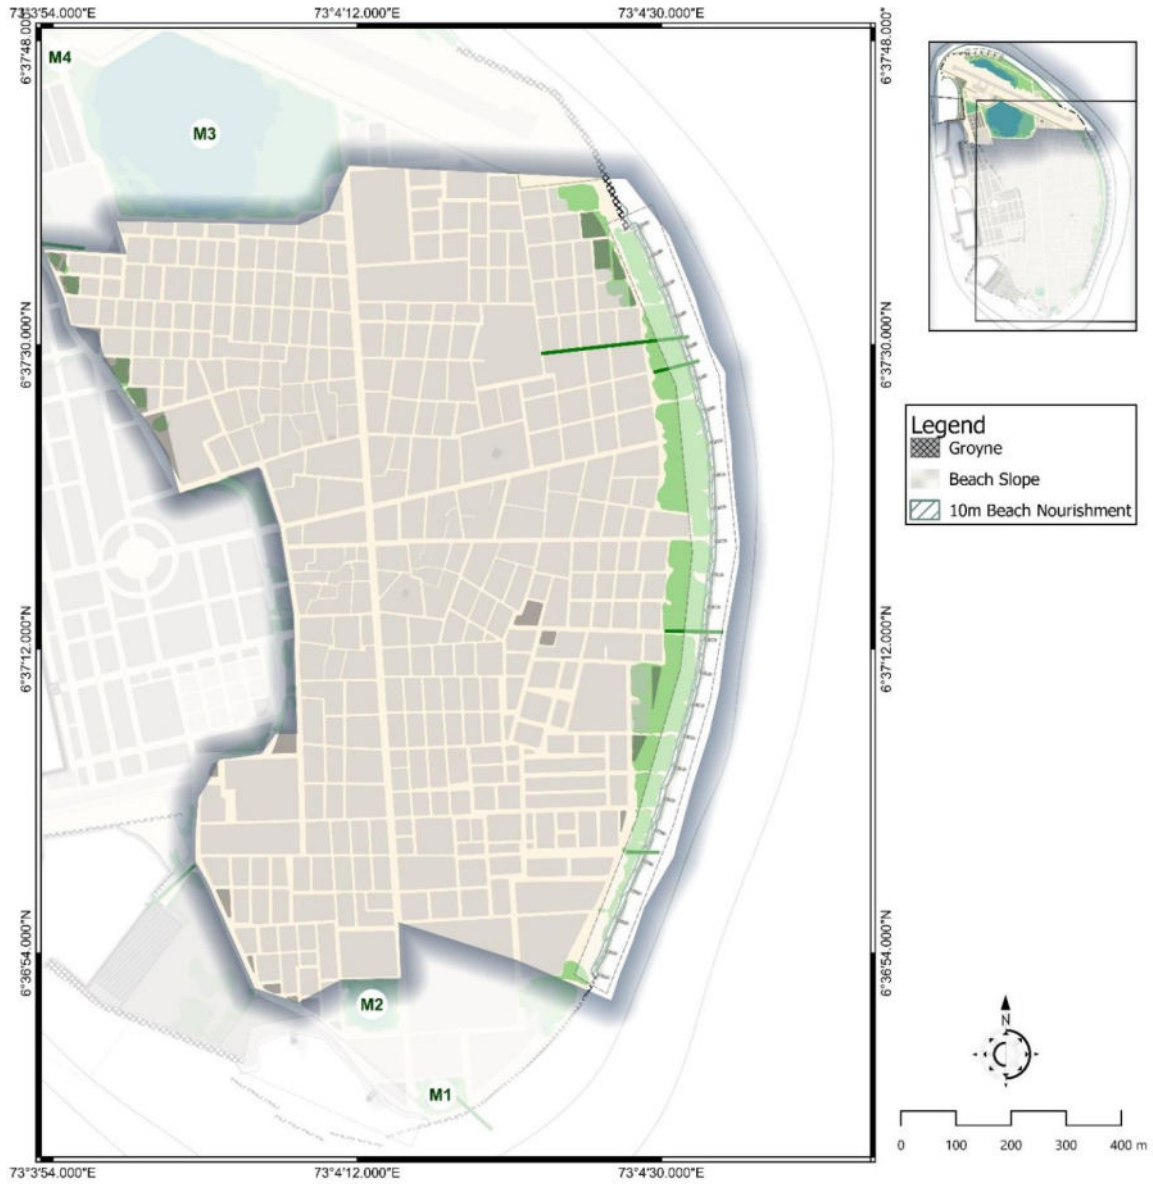 73°3'54.000"E
73°4'12.000"E
73°4'30.000"E
6°37'48.000"
6°37'48.000"
M4
M3
6°37'30.000"N
6°37'30.000"N
Legend
Groyne
Beach Slope
10m Beach Nourishment
6°37'12.000"N
6°37'12.000"N
6°36'54.000"N
6°36'54.000"N
M2
M1
N
0 100 200 300 400 m
73°3'54.000"E
73°4'12.000"E
73°4'30.000"E